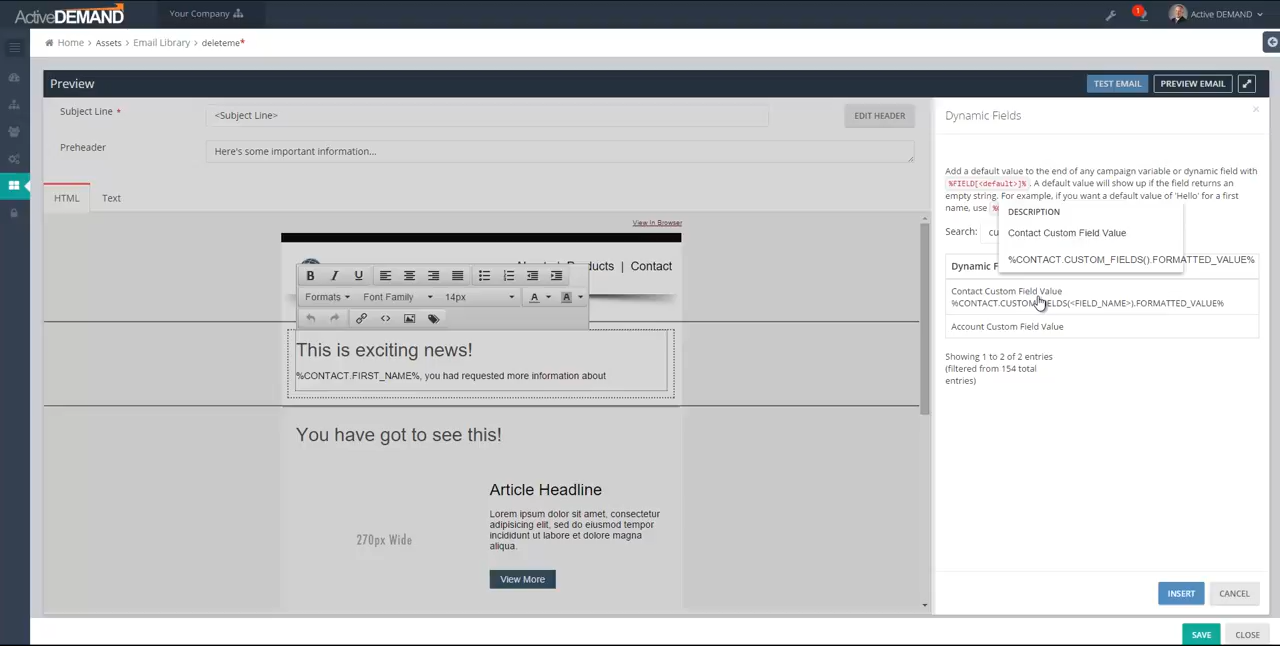 ActiveDEMAND
Your Company
1
Active DEMAND
Home > Assets > Email Library > deleteme*
Preview
TEST EMAIL
PREVIEW EMAIL
Subject Line *
<Subject Line>
EDIT HEADER
Preheader
Here's some important information...
HTML
Text
View In Browser
Products | Contact
B I U
Formats
Font Family
14px
A
A
This is exciting news!
%CONTACT.FIRST_NAME%, you had requested more information about
You have got to see this!
270px Wide
Article Headline
Lorem ipsum dolor sit amet, consectetur
adipisicing elit, sed do eiusmod tempor
incididunt ut labore et dolore magna
aliqua.
View More
Dynamic Fields
×
Add a default value to the end of any campaign variable or dynamic field with
%FIELD[<default>]% . A default value will show up if the field returns an
empty string. For example, if you want a default value of 'Hello' for a first
name, use
DESCRIPTION
Search: cu
Contact Custom Field Value
%CONTACT.CUSTOM_FIELDS().FORMATTED_VALUE%
Dynamic F
Contact Custom Field Value
%CONTACT.CUSTOM_FIELDS(<FIELD_NAME>).FORMATTED_VALUE%
Account Custom Field Value
Showing 1 to 2 of 2 entries
(filtered from 154 total
entries)
INSERT
CANCEL
SAVE
CLOSE